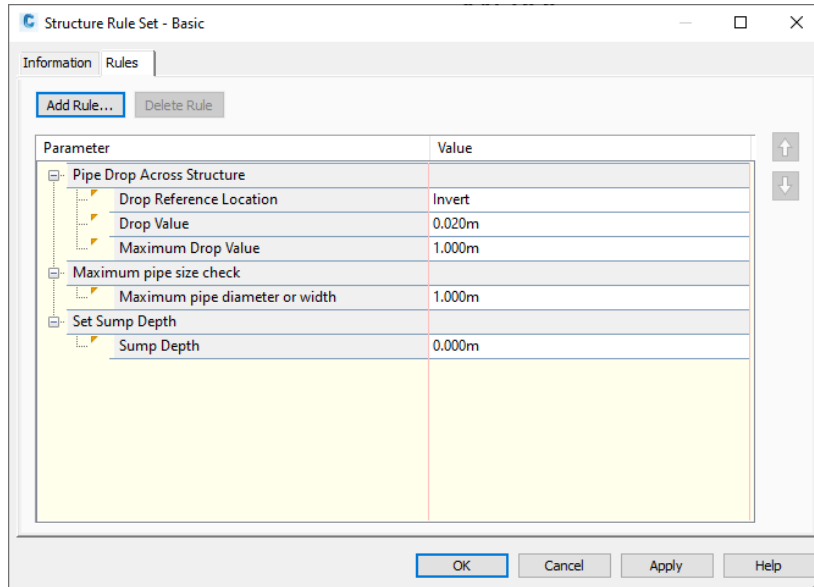 Structure Rule Set - Basic
Information Rules
Add Rule... Delete Rule
Parameter Value
Pipe Drop Across Structure
Drop Reference Location Invert
Drop Value 0.020m
Maximum Drop Value 1.000m
Maximum pipe size check
Maximum pipe diameter or width 1.000m
Set Sump Depth
Sump Depth 0.000m
OK Cancel Apply Help